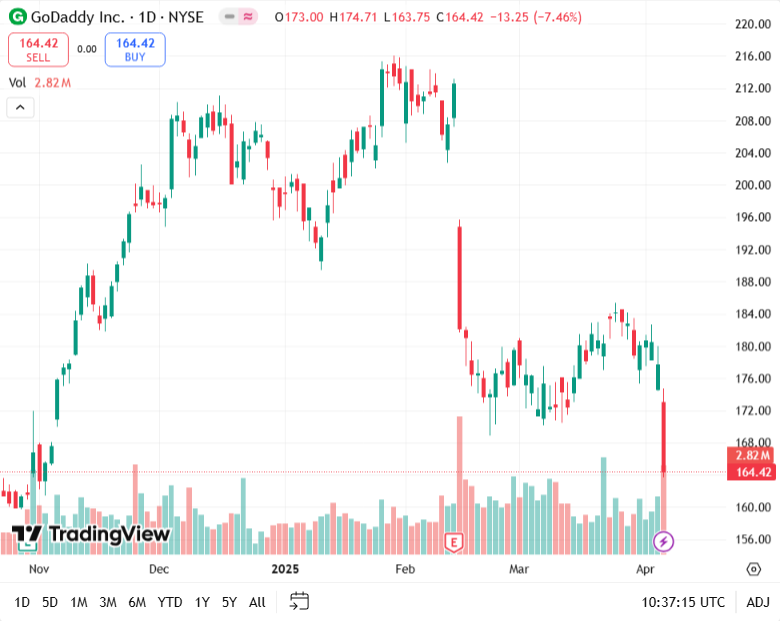 GoDaddy Inc. · 1D · NYSE
O173.00 H174.71 L163.75 C164.42 −13.25 (−7.46%)
164.42
SELL
0.00
164.42
BUY
Vol 2.82 M
220.00
216.00
212.00
208.00
204.00
200.00
196.00
192.00
188.00
184.00
180.00
176.00
172.00
168.00
2.82 M
164.42
160.00
156.00
TradingView
E
Nov Dec 2025 Feb Mar Apr
1D 5D 1M 3M 6M YTD 1Y 5Y All
10:37:15 UTC
ADJ